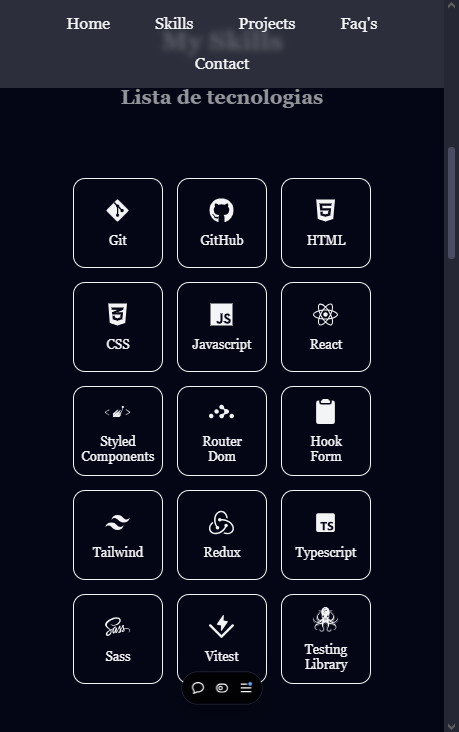 Home Skills Projects Faq's
Contact
My Skills
Lista de tecnologias
Git GitHub HTML
CSS JS Javascript React
Styled
Components
Router
Dom
Hook
Form
Tailwind Redux TS Typescript
Sass Sass Vitest
Testing
Library